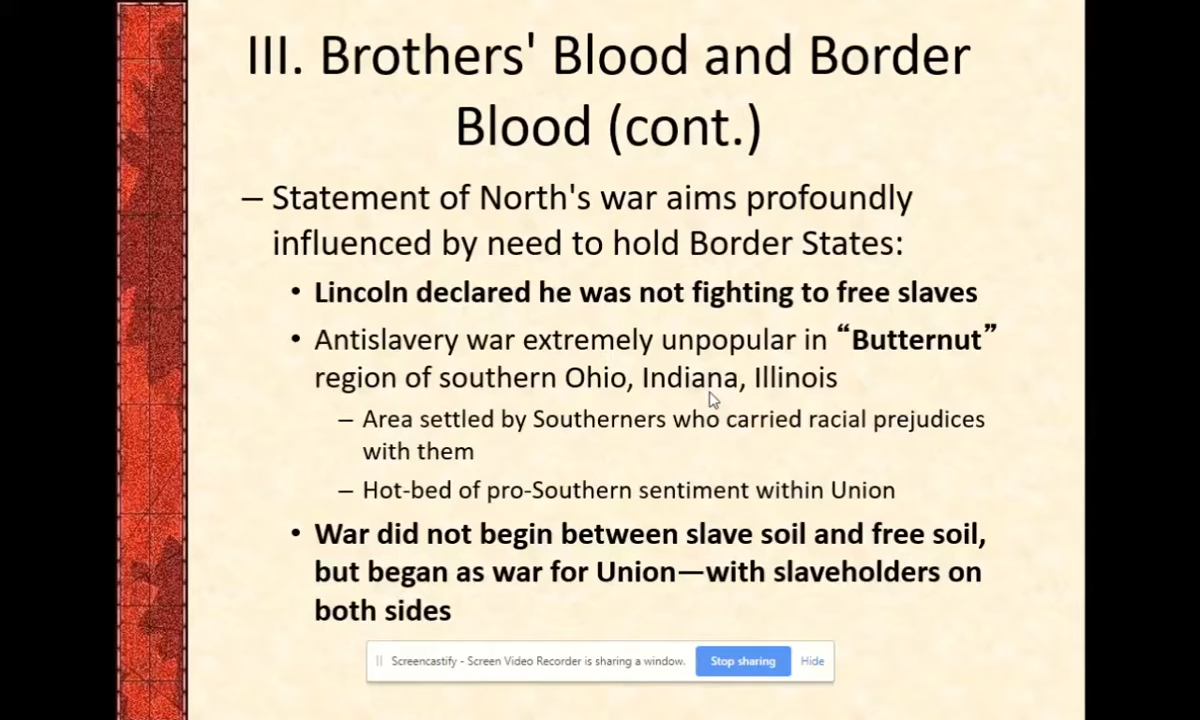 III. Brothers' Blood and Border
Blood (cont.)
– Statement of North's war aims profoundly
influenced by need to hold Border States:
• Lincoln declared he was not fighting to free slaves
• Antislavery war extremely unpopular in “Butternut”
region of southern Ohio, Indiana, Illinois
– Area settled by Southerners who carried racial prejudices
with them
– Hot-bed of pro-Southern sentiment within Union
• War did not begin between slave soil and free soil,
but began as war for Union—with slaveholders on
both sides
Screencastify - Screen Video Recorder is sharing a window. Stop sharing Hide